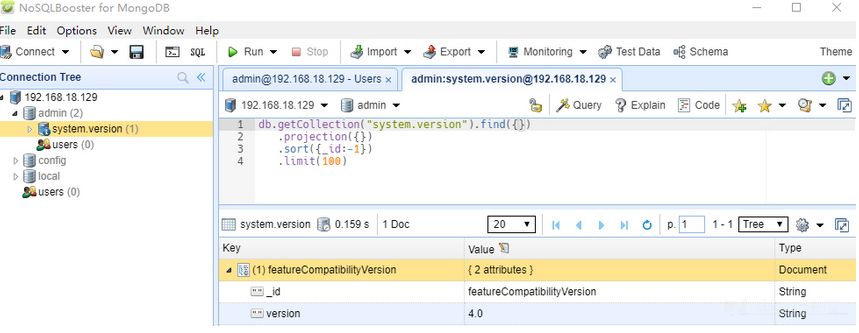 NoSQLBooster for MongoDB
File Edit Options View Window Help
Connect Run Stop Import Export Monitoring Test Data Schema Theme
SQL
Connection Tree
192.168.18.129
admin (2)
system.version (1)
users (0)
config
local
users (0)
admin@192.168.18.129 - Users × admin:system.version@192.168.18.129 ×
192.168.18.129 admin Query Explain Code
1 db.getCollection("system.version").find({})
2 .projection({})
3 .sort({_id:-1})
4 .limit(100)
system.version 0.159 s 1 Doc 20 p. 1 1 - 1 Tree
Key Value Type
(1) featureCompatibilityVersion { 2 attributes } Document
_id featureCompatibilityVersion String
version 4.0 String